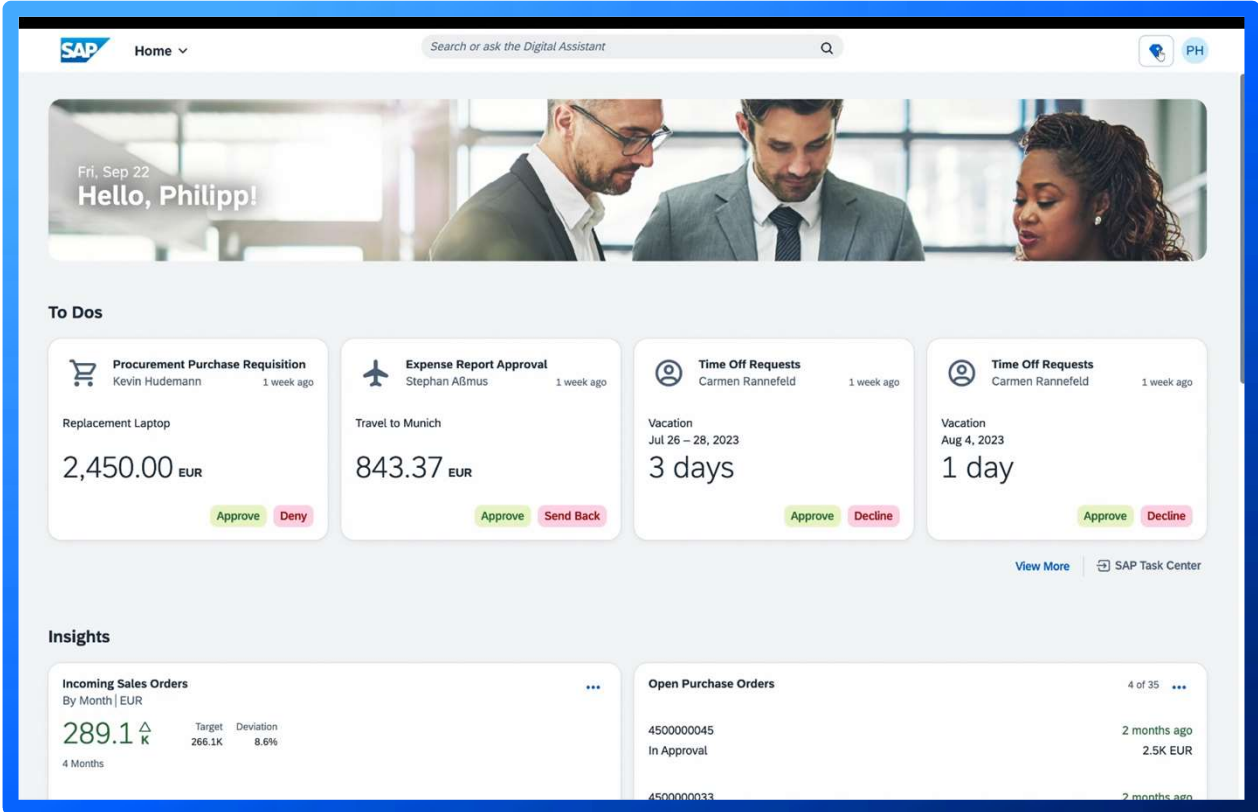 SAP
Home
Search or ask the Digital Assistant
PH
Fri, Sep 22
Hello, Philipp!
To Dos
Procurement Purchase Requisition
Kevin Hudemann 1 week ago
Replacement Laptop
2,450.00 EUR
Approve Deny
Expense Report Approval
Stephan Aßmus 1 week ago
Travel to Munich
843.37 EUR
Approve Send Back
Time Off Requests
Carmen Rannefeld 1 week ago
Vacation
Jul 26 – 28, 2023
3 days
Approve Decline
Time Off Requests
Carmen Rannefeld 1 week ago
Vacation
Aug 4, 2023
1 day
Approve Decline
View More SAP Task Center
Insights
Incoming Sales Orders
By Month | EUR
289.1 K
Target Deviation
266.1K 8.6%
4 Months
Open Purchase Orders 4 of 35
4500000045 2 months ago
In Approval 2.5K EUR
4500000033 2 months ago